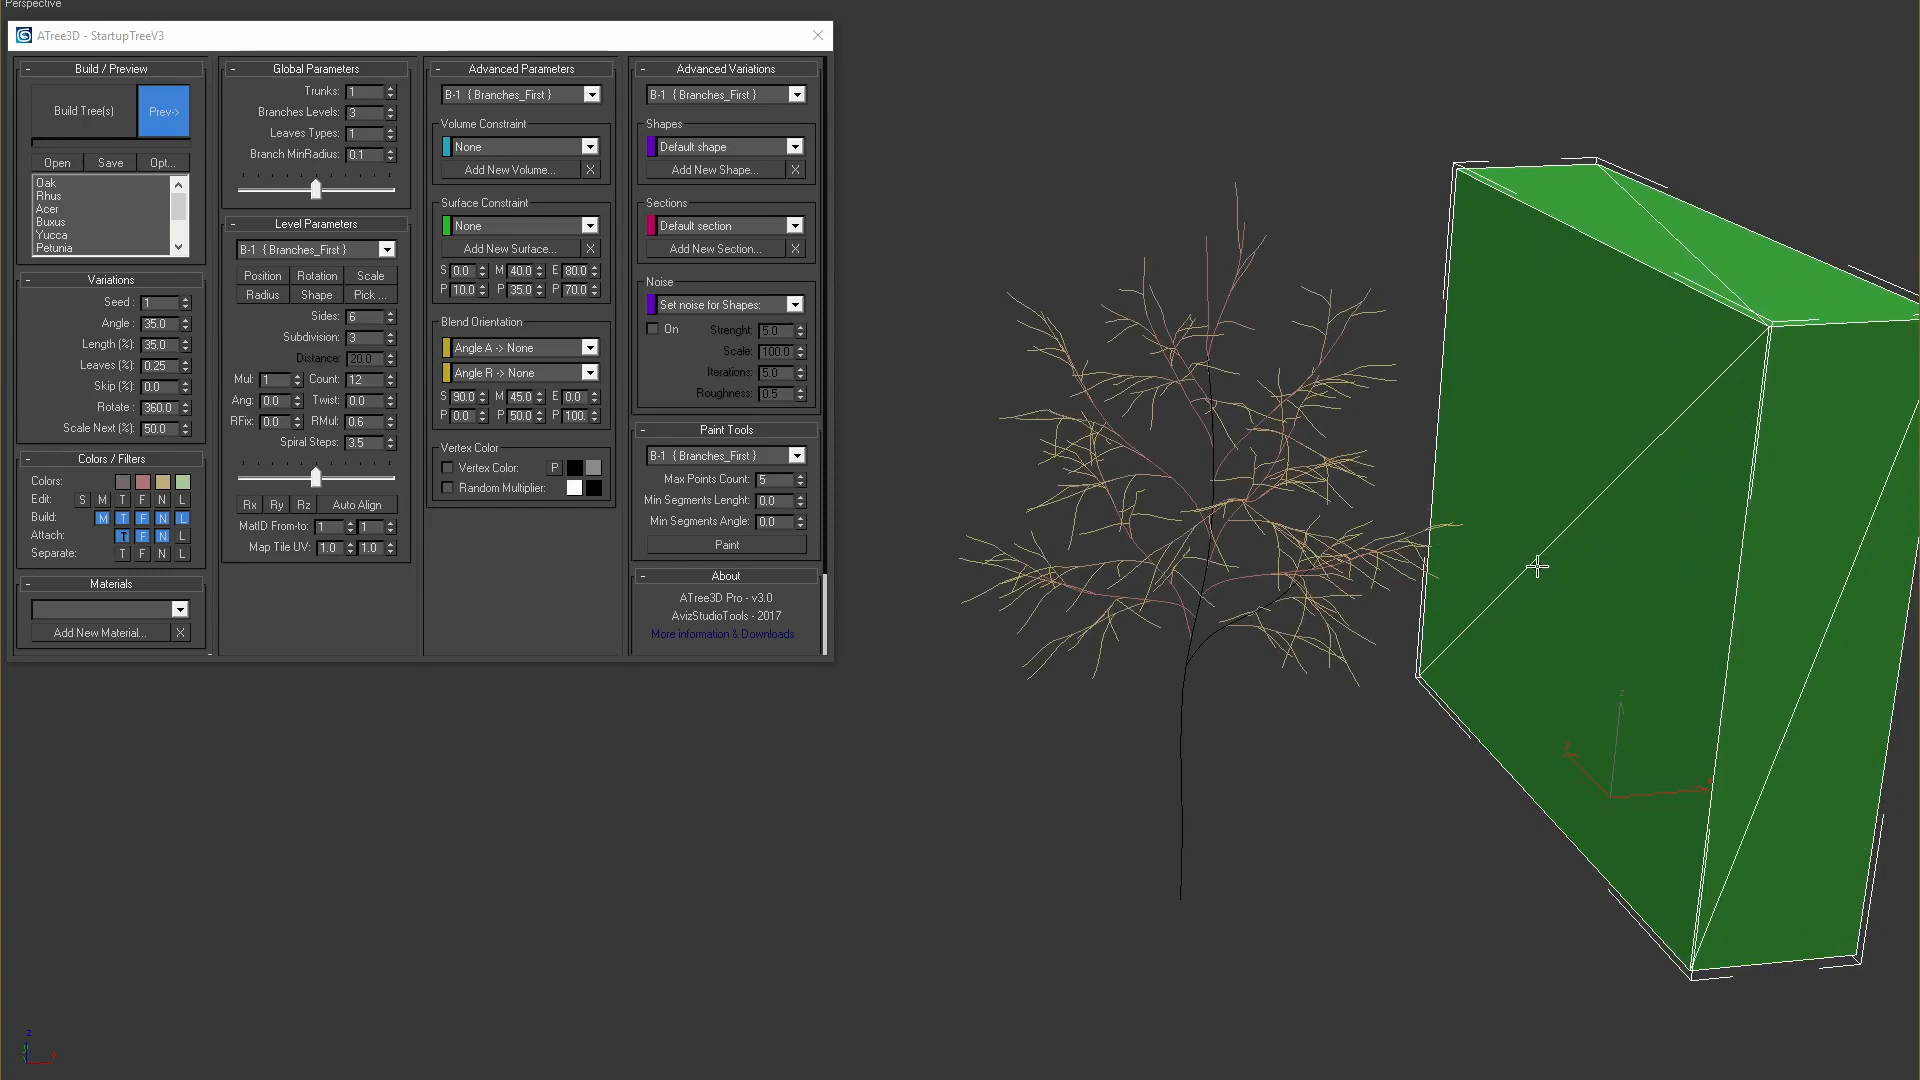 Perspective
ATree3D - StartupTreeV3
- Build / Preview
Build Tree(s) Prev->
Open Save Opt...
Oak
Rhus
Acer
Buxus
Yucca
Petunia
- Variations
Seed : 1
Angle : 35.0
Length (%): 35.0
Leaves (%): 0.25
Skip (%): 0.0
Rotate : 360.0
Scale Next (%): 50.0
- Colors / Filters
Colors:
Edit: S M T F N L
Build: M T F N L
Attach: T F N L
Separate: T F N L
- Materials
Add New Material... X
- Global Parameters
Trunks: 1
Branches Levels: 3
Leaves Types: 1
Branch MinRadius: 0.1
- Level Parameters
B-1 { Branches_First }
Position Rotation Scale
Radius Shape Pick ...
Sides: 6
Subdivision: 3
Distance: 20.0
Mul: 1 Count: 12
Ang: 0.0 Twist: 0.0
RFix: 0.0 RMul: 0.6
Spiral Steps: 3.5
Rx Ry Rz Auto Align
MatID From-to: 1 1
Map Tile UV: 1.0 1.0
- Advanced Parameters
B-1 { Branches_First }
Volume Constraint
None
Add New Volume... X
Surface Constraint
None
Add New Surface... X
S 0.0 M 40.0 E 80.0
P 10.0 P 35.0 P 70.0
Blend Orientation
Angle A -> None
Angle R -> None
S 90.0 M 45.0 E 0.0
P 0.0 P 50.0 P 100.
Vertex Color
Vertex Color: P
Random Multiplier:
- Advanced Variations
B-1 { Branches_First }
Shapes
Default shape
Add New Shape... X
Sections
Default section
Add New Section... X
Noise
Set noise for Shapes:
On Strenght: 5.0
Scale: 100.0
Iterations: 5.0
Roughness: 0.5
- Paint Tools
B-1 { Branches_First }
Max Points Count: 5
Min Segments Lenght: 0.0
Min Segments Angle: 0.0
Paint
- About
ATree3D Pro - v3.0
AvizStudioTools - 2017
More information & Downloads
z
z